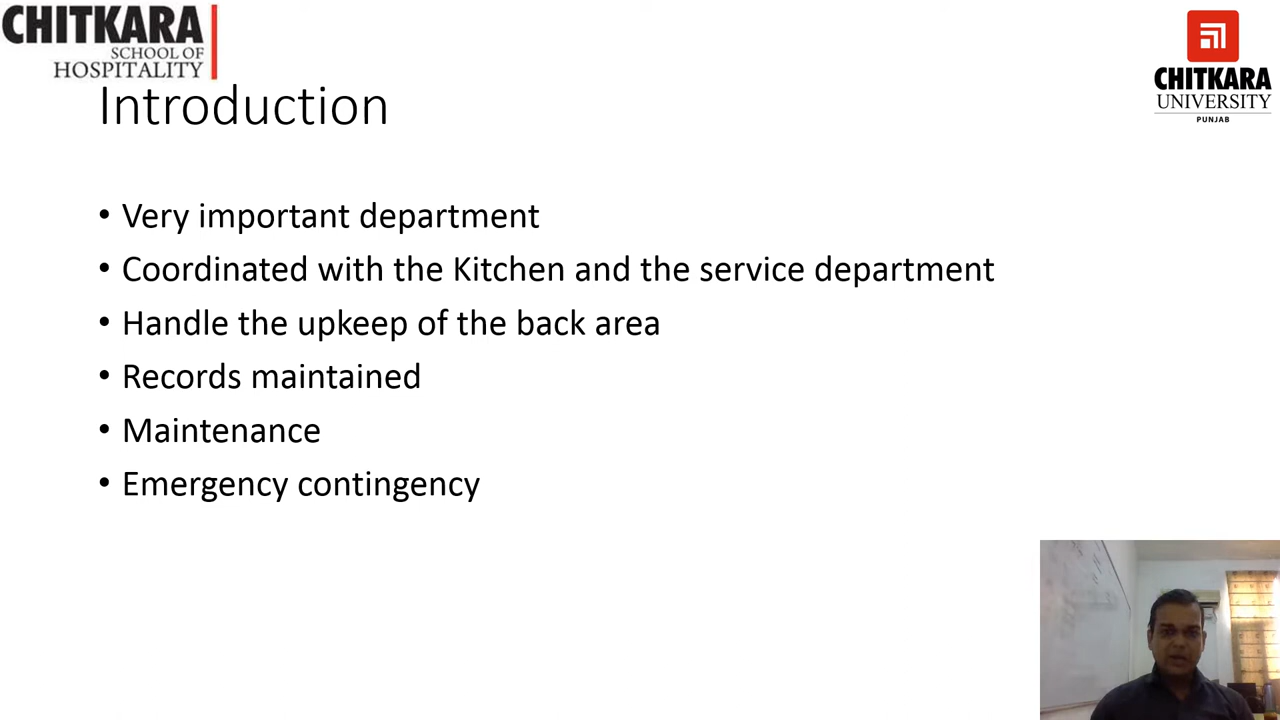 CHITKARA
SCHOOL OF
HOSPITALITY
CHITKARA
UNIVERSITY
PUNJAB
Introduction
• Very important department
• Coordinated with the Kitchen and the service department
• Handle the upkeep of the back area
• Records maintained
• Maintenance
• Emergency contingency